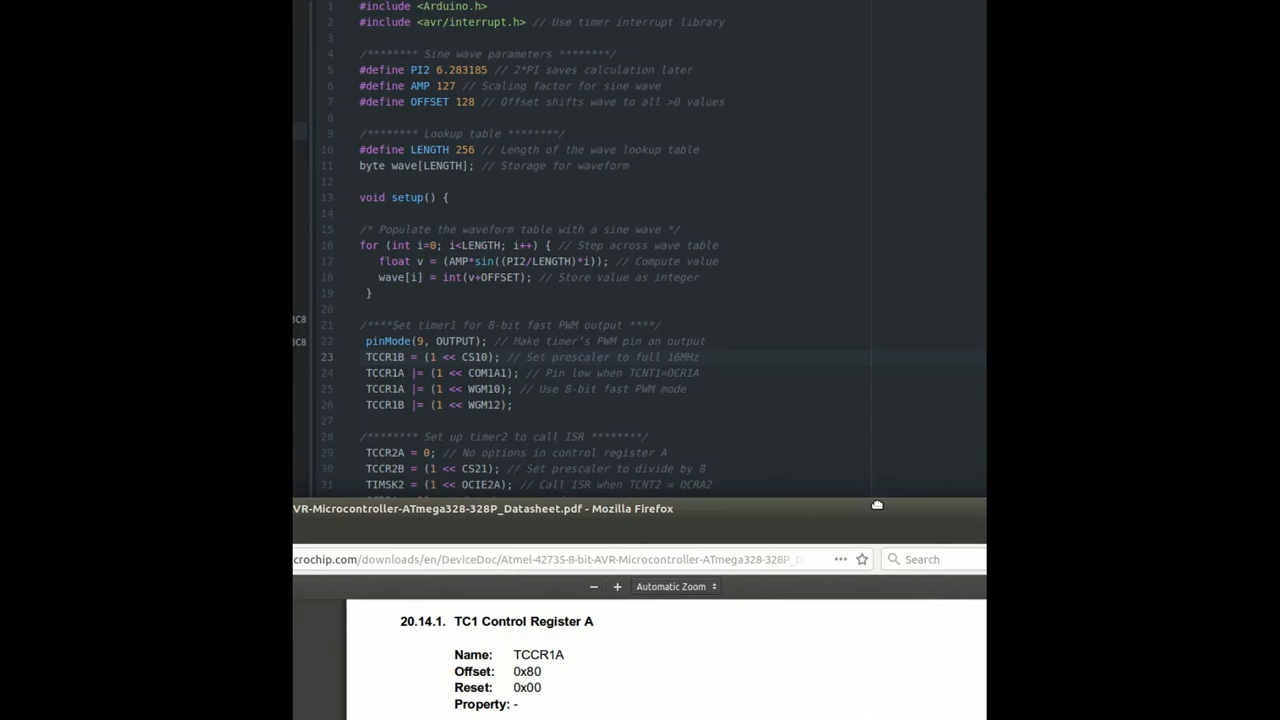 1 #include <Arduino.h>
2 #include <avr/interrupt.h> // Use timer interrupt library
3
4 /******** Sine wave parameters ********/
5 #define PI2 6.283185 // 2*PI saves calculation later
6 #define AMP 127 // Scaling factor for sine wave
7 #define OFFSET 128 // Offset shifts wave to all >0 values
8
9 /******** Lookup table ********/
10 #define LENGTH 256 // Length of the wave lookup table
11 byte wave[LENGTH]; // Storage for waveform
12
13 void setup() {
14
15 /* Populate the waveform table with a sine wave */
16 for (int i=0; i<LENGTH; i++) { // Step across wave table
17 float v = (AMP*sin((PI2/LENGTH)*i)); // Compute value
18 wave[i] = int(v+OFFSET); // Store value as integer
19 }
20
3C8
21 /****Set timer1 for 8-bit fast PWM output ****/
22 pinMode(9, OUTPUT); // Make timer's PWM pin an output
3C8
23 TCCR1B = (1 << CS10); // Set prescaler to full 16MHz
24 TCCR1A |= (1 << COM1A1); // Pin low when TCNT1=OCR1A
25 TCCR1A |= (1 << WGM10); // Use 8-bit fast PWM mode
26 TCCR1B |= (1 << WGM12);
27
28 /******** Set up timer2 to call ISR ********/
29 TCCR2A = 0; // No options in control register A
30 TCCR2B = (1 << CS21); // Set prescaler to divide by 8
31 TIMSK2 = (1 << OCIE2A); // Call ISR when TCNT2 = OCRA2
VR-Microcontroller-ATmega328-328P_Datasheet.pdf - Mozilla Firefox
crochip.com/downloads/en/DeviceDoc/Atmel-42735-8-bit-AVR-Microcontroller-ATmega328-328P_D
Search
− + Automatic Zoom
20.14.1. TC1 Control Register A
Name: TCCR1A
Offset: 0x80
Reset: 0x00
Property: -